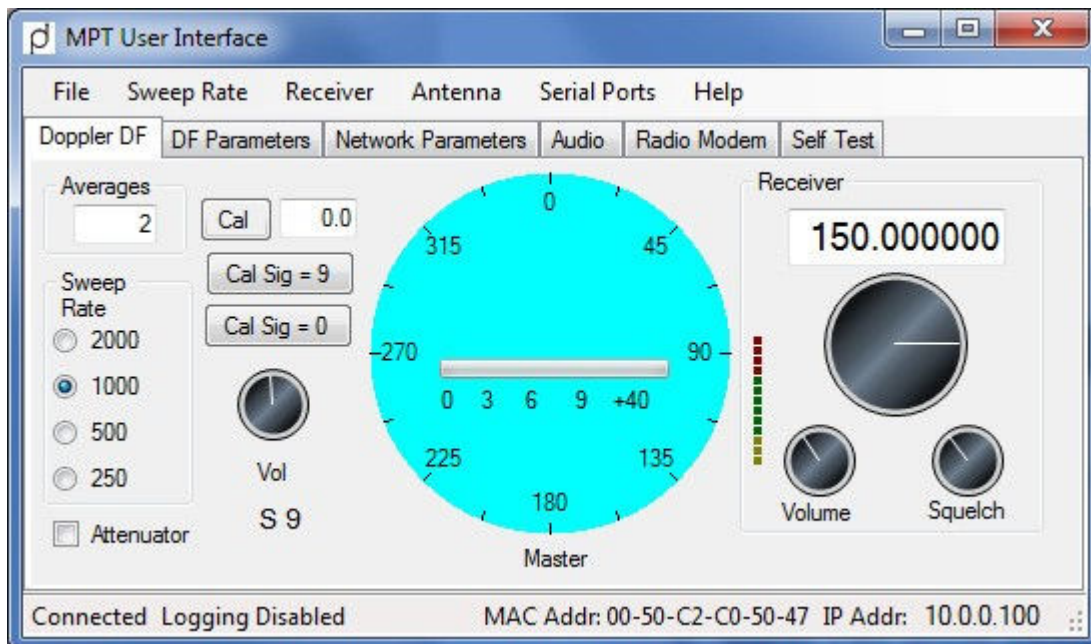 MPT User Interface
File Sweep Rate Receiver Antenna Serial Ports Help
Doppler DF DF Parameters Network Parameters Audio Radio Modem Self Test
Averages
2
Cal 0.0
Cal Sig = 9
Cal Sig = 0
Sweep
Rate
2000
1000
500
250
Attenuator
Vol
S 9
0
45
90
135
180
225
270
315
0 3 6 9 +40
Master
Receiver
150.000000
Volume Squelch
Connected Logging Disabled MAC Addr: 00-50-C2-C0-50-47 IP Addr: 10.0.0.100